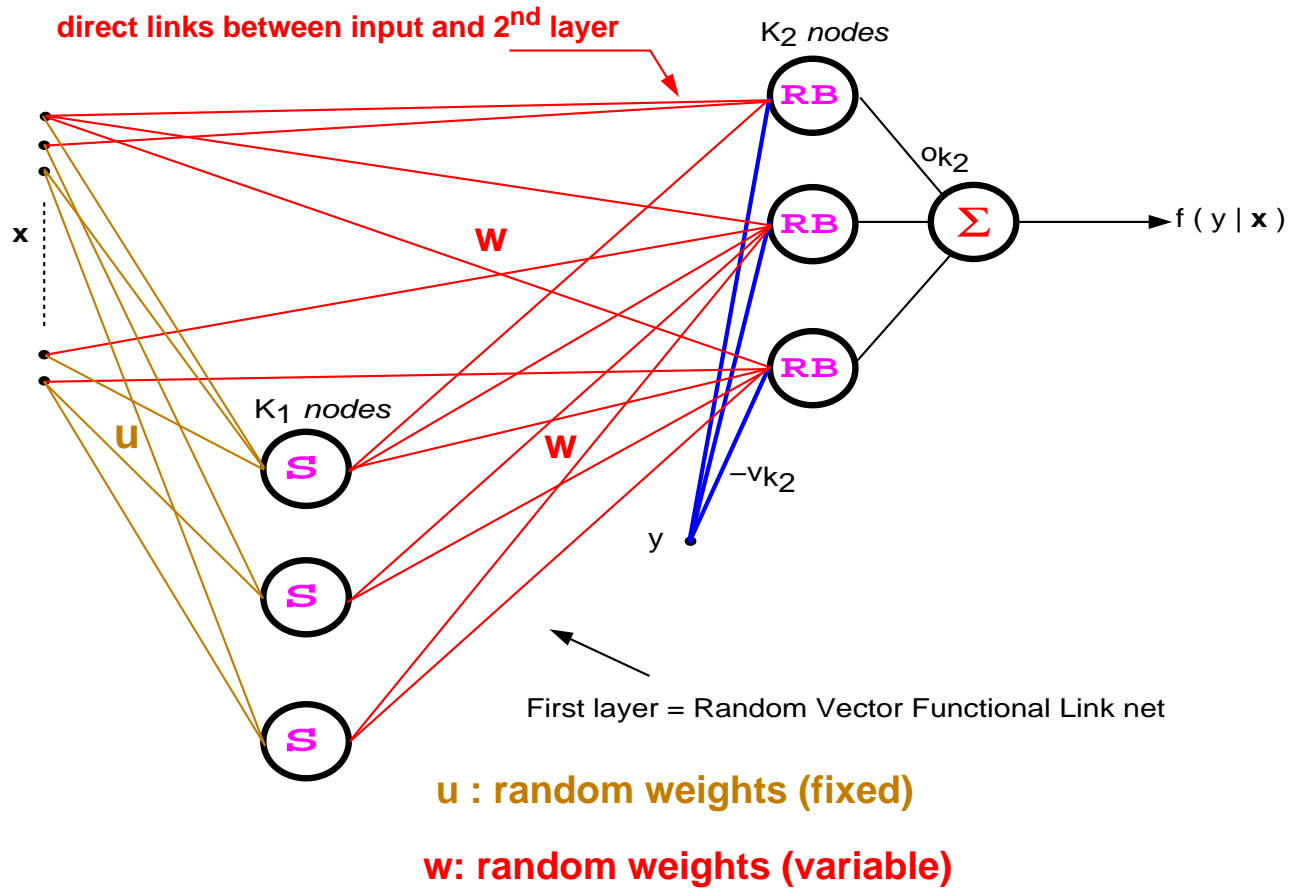 direct links between input and 2nd layer
K2 nodes
RB
ok2
x
w
RB
Σ
f ( y | x )
RB
K1 nodes
u
w
S
–vk2
y
S
First layer = Random Vector Functional Link net
S
u : random weights (fixed)
w: random weights (variable)